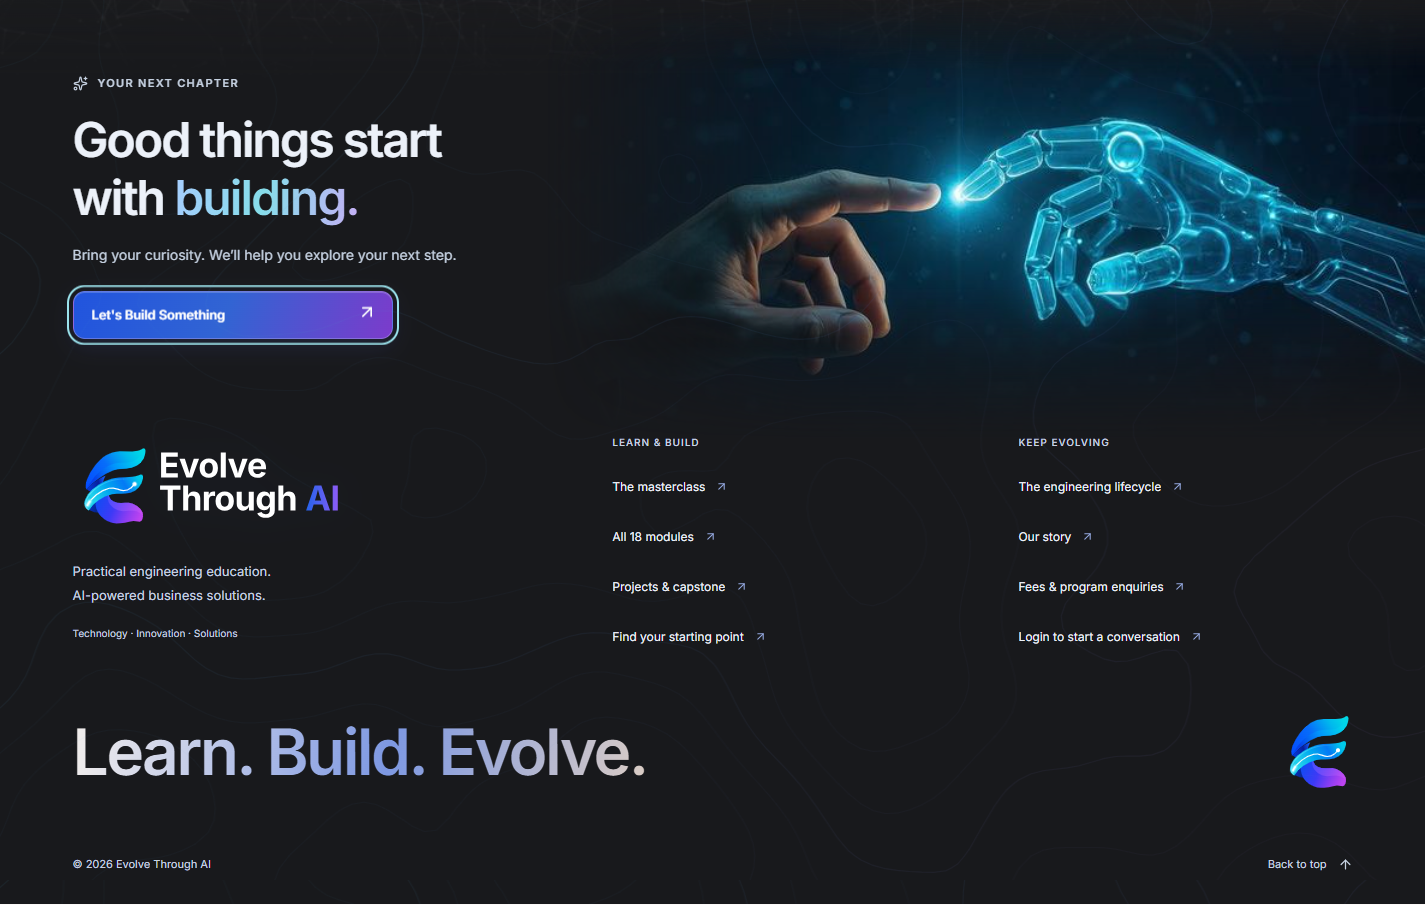 YOUR NEXT CHAPTER
Good things start
with building.
Bring your curiosity. We’ll help you explore your next step.
Let's Build Something
Evolve
Through AI
Practical engineering education.
AI-powered business solutions.
Technology · Innovation · Solutions
LEARN & BUILD
The masterclass
All 18 modules
Projects & capstone
Find your starting point
KEEP EVOLVING
The engineering lifecycle
Our story
Fees & program enquiries
Login to start a conversation
Learn. Build. Evolve.
© 2026 Evolve Through AI
Back to top